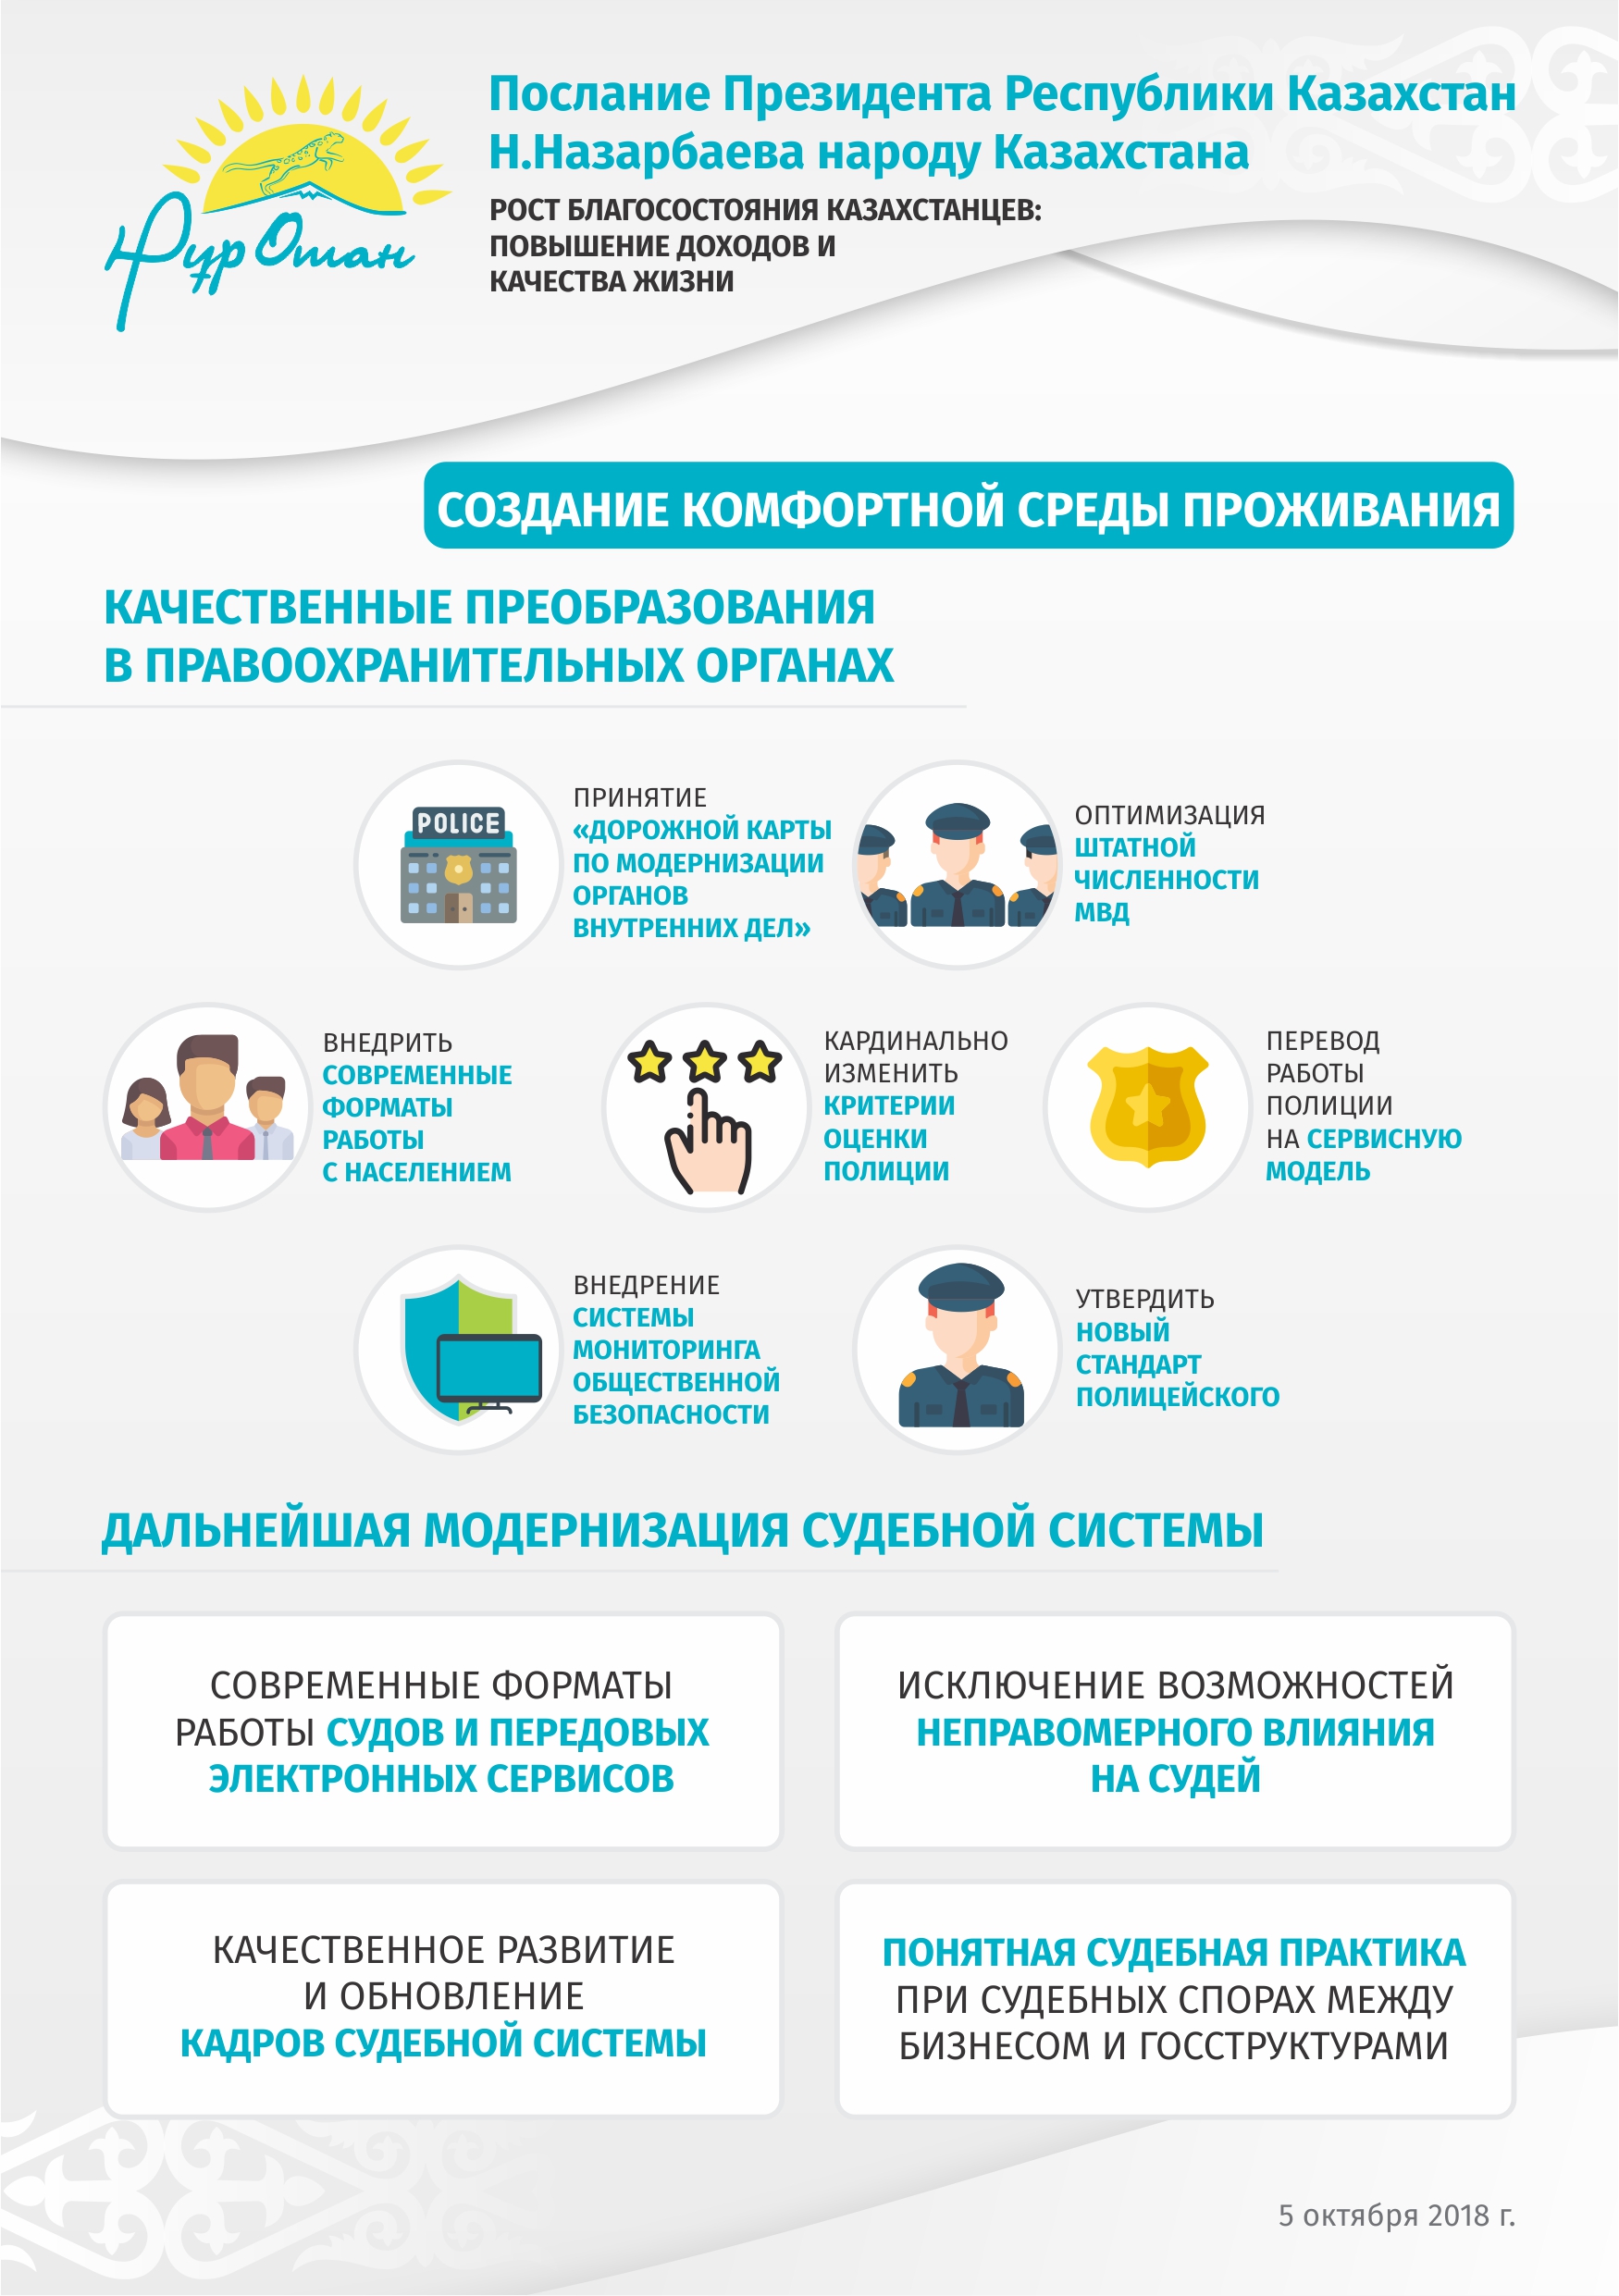 Нұр Отан
Послание Президента Республики Казахстан
Н.Назарбаева народу Казахстана
РОСТ БЛАГОСОСТОЯНИЯ КАЗАХСТАНЦЕВ:
ПОВЫШЕНИЕ ДОХОДОВ И
КАЧЕСТВА ЖИЗНИ
СОЗДАНИЕ КОМФОРТНОЙ СРЕДЫ ПРОЖИВАНИЯ
КАЧЕСТВЕННЫЕ ПРЕОБРАЗОВАНИЯ
В ПРАВООХРАНИТЕЛЬНЫХ ОРГАНАХ
POLICE
ПРИНЯТИЕ
«ДОРОЖНОЙ КАРТЫ
ПО МОДЕРНИЗАЦИИ
ОРГАНОВ
ВНУТРЕННИХ ДЕЛ»
ОПТИМИЗАЦИЯ
ШТАТНОЙ
ЧИСЛЕННОСТИ
МВД
ВНЕДРИТЬ
СОВРЕМЕННЫЕ
ФОРМАТЫ
РАБОТЫ
С НАСЕЛЕНИЕМ
КАРДИНАЛЬНО
ИЗМЕНИТЬ
КРИТЕРИИ
ОЦЕНКИ
ПОЛИЦИИ
ПЕРЕВОД
РАБОТЫ
ПОЛИЦИИ
НА СЕРВИСНУЮ
МОДЕЛЬ
ВНЕДРЕНИЕ
СИСТЕМЫ
МОНИТОРИНГА
ОБЩЕСТВЕННОЙ
БЕЗОПАСНОСТИ
УТВЕРДИТЬ
НОВЫЙ
СТАНДАРТ
ПОЛИЦЕЙСКОГО
ДАЛЬНЕЙШАЯ МОДЕРНИЗАЦИЯ СУДЕБНОЙ СИСТЕМЫ
СОВРЕМЕННЫЕ ФОРМАТЫ
РАБОТЫ СУДОВ И ПЕРЕДОВЫХ
ЭЛЕКТРОННЫХ СЕРВИСОВ
ИСКЛЮЧЕНИЕ ВОЗМОЖНОСТЕЙ
НЕПРАВОМЕРНОГО ВЛИЯНИЯ
НА СУДЕЙ
КАЧЕСТВЕННОЕ РАЗВИТИЕ
И ОБНОВЛЕНИЕ
КАДРОВ СУДЕБНОЙ СИСТЕМЫ
ПОНЯТНАЯ СУДЕБНАЯ ПРАКТИКА
ПРИ СУДЕБНЫХ СПОРАХ МЕЖДУ
БИЗНЕСОМ И ГОССТРУКТУРАМИ
5 октября 2018 г.